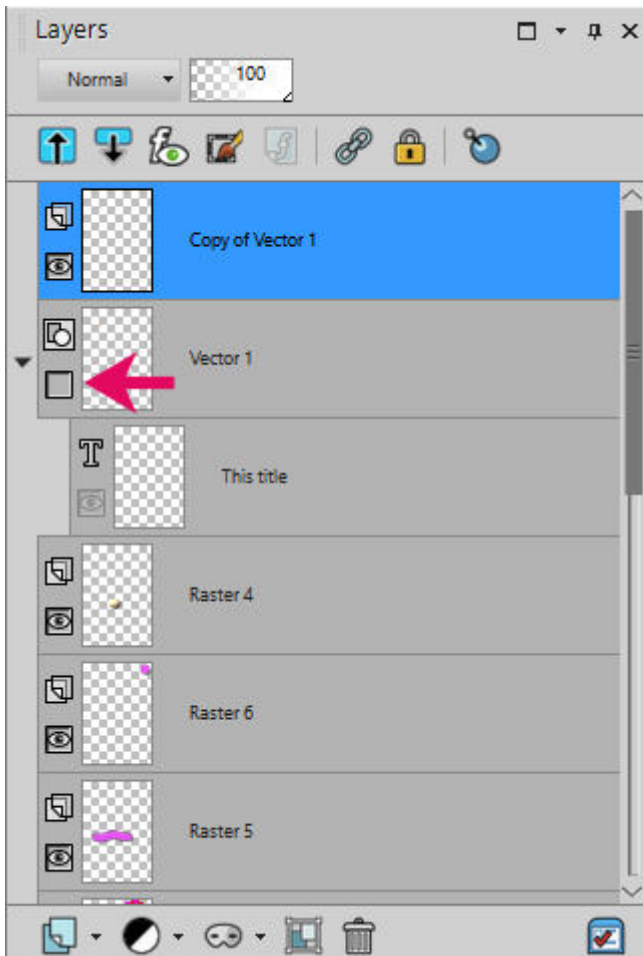 Layers
Normal
100
Copy of Vector 1
Vector 1
This title
Raster 4
Raster 6
Raster 5